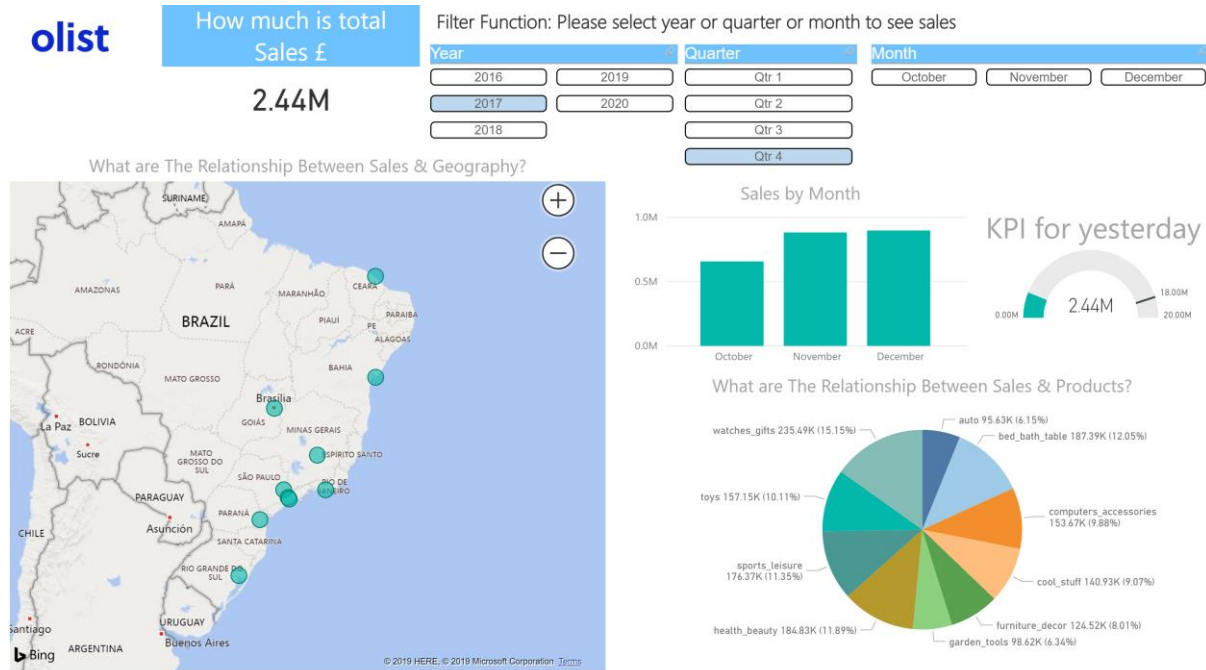 olist
How much is total
Sales £
2.44M
Filter Function: Please select year or quarter or month to see sales
Year
2016
2019
2017
2020
2018
Quarter
Qtr 1
Qtr 2
Qtr 3
Qtr 4
Month
October
November
December
What are The Relationship Between Sales & Geography?
SURINAME
AMAPÁ
AMAZONAS
PARÁ
MARANHÃO
CEARÁ
PARAIBA
PIAUÍ
PE
ALAGOAS
BRAZIL
ACRE
RONDÔNIA
MATO GROSSO
BAHIA
Brasília
GOIÁS
MINAS GERAIS
La Paz
BOLIVIA
Sucre
MATO
GROSSO DO
SUL
ESPÍRITO SANTO
SÃO PAULO
RIO DE
JANEIRO
PARAGUAY
PARANÁ
Asunción
CHILE
SANTA CATARINA
RIO GRANDE DO
SUL
Santiago
URUGUAY
Buenos Aires
ARGENTINA
Bing
© 2019 HERE, © 2019 Microsoft Corporation Terms
Sales by Month
1.0M
0.5M
0.0M
October
November
December
KPI for yesterday
18.00M
0.00M
2.44M
20.00M
What are The Relationship Between Sales & Products?
watches_gifts 235.49K (15.15%)
auto 95.63K (6.15%)
bed_bath_table 187.39K (12.05%)
toys 157.15K (10.11%)
computers_accessories
153.67K (9.88%)
sports_leisure
176.37K (11.35%)
cool_stuff 140.93K (9.07%)
health_beauty 184.83K (11.89%)
furniture_decor 124.52K (8.01%)
garden_tools 98.62K (6.34%)